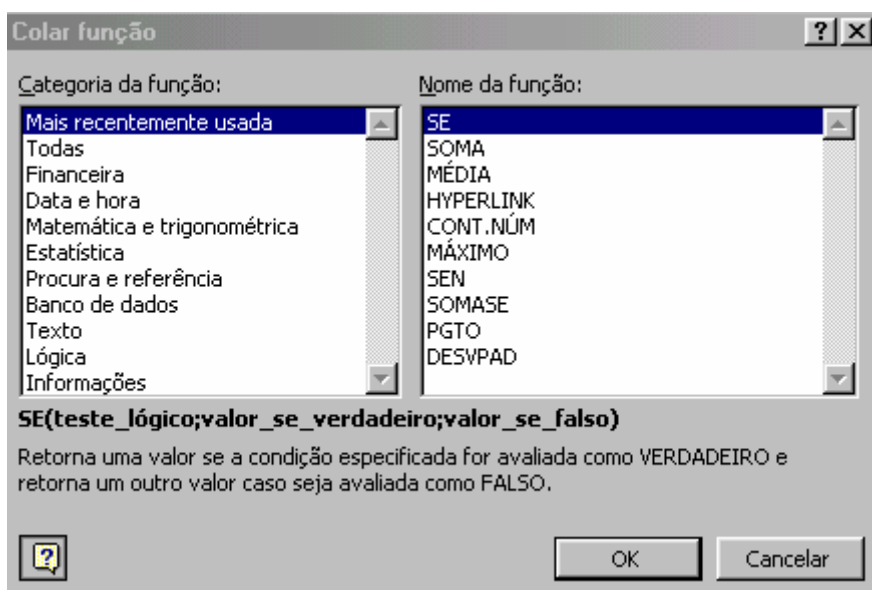 Colar função
Categoria da função:
Mais recentemente usada
Todas
Financeira
Data e hora
Matemática e trigonométrica
Estatística
Procura e referência
Banco de dados
Texto
Lógica
Informações
Nome da função:
SE
SOMA
MÉDIA
HYPERLINK
CONT.NÚM
MÁXIMO
SEN
SOMASE
PGTO
DESVPAD
SE(teste_lógico;valor_se_verdadeiro;valor_se_falso)
Retorna uma valor se a condição especificada for avaliada como VERDADEIRO e
retorna um outro valor caso seja avaliada como FALSO.
OK
Cancelar